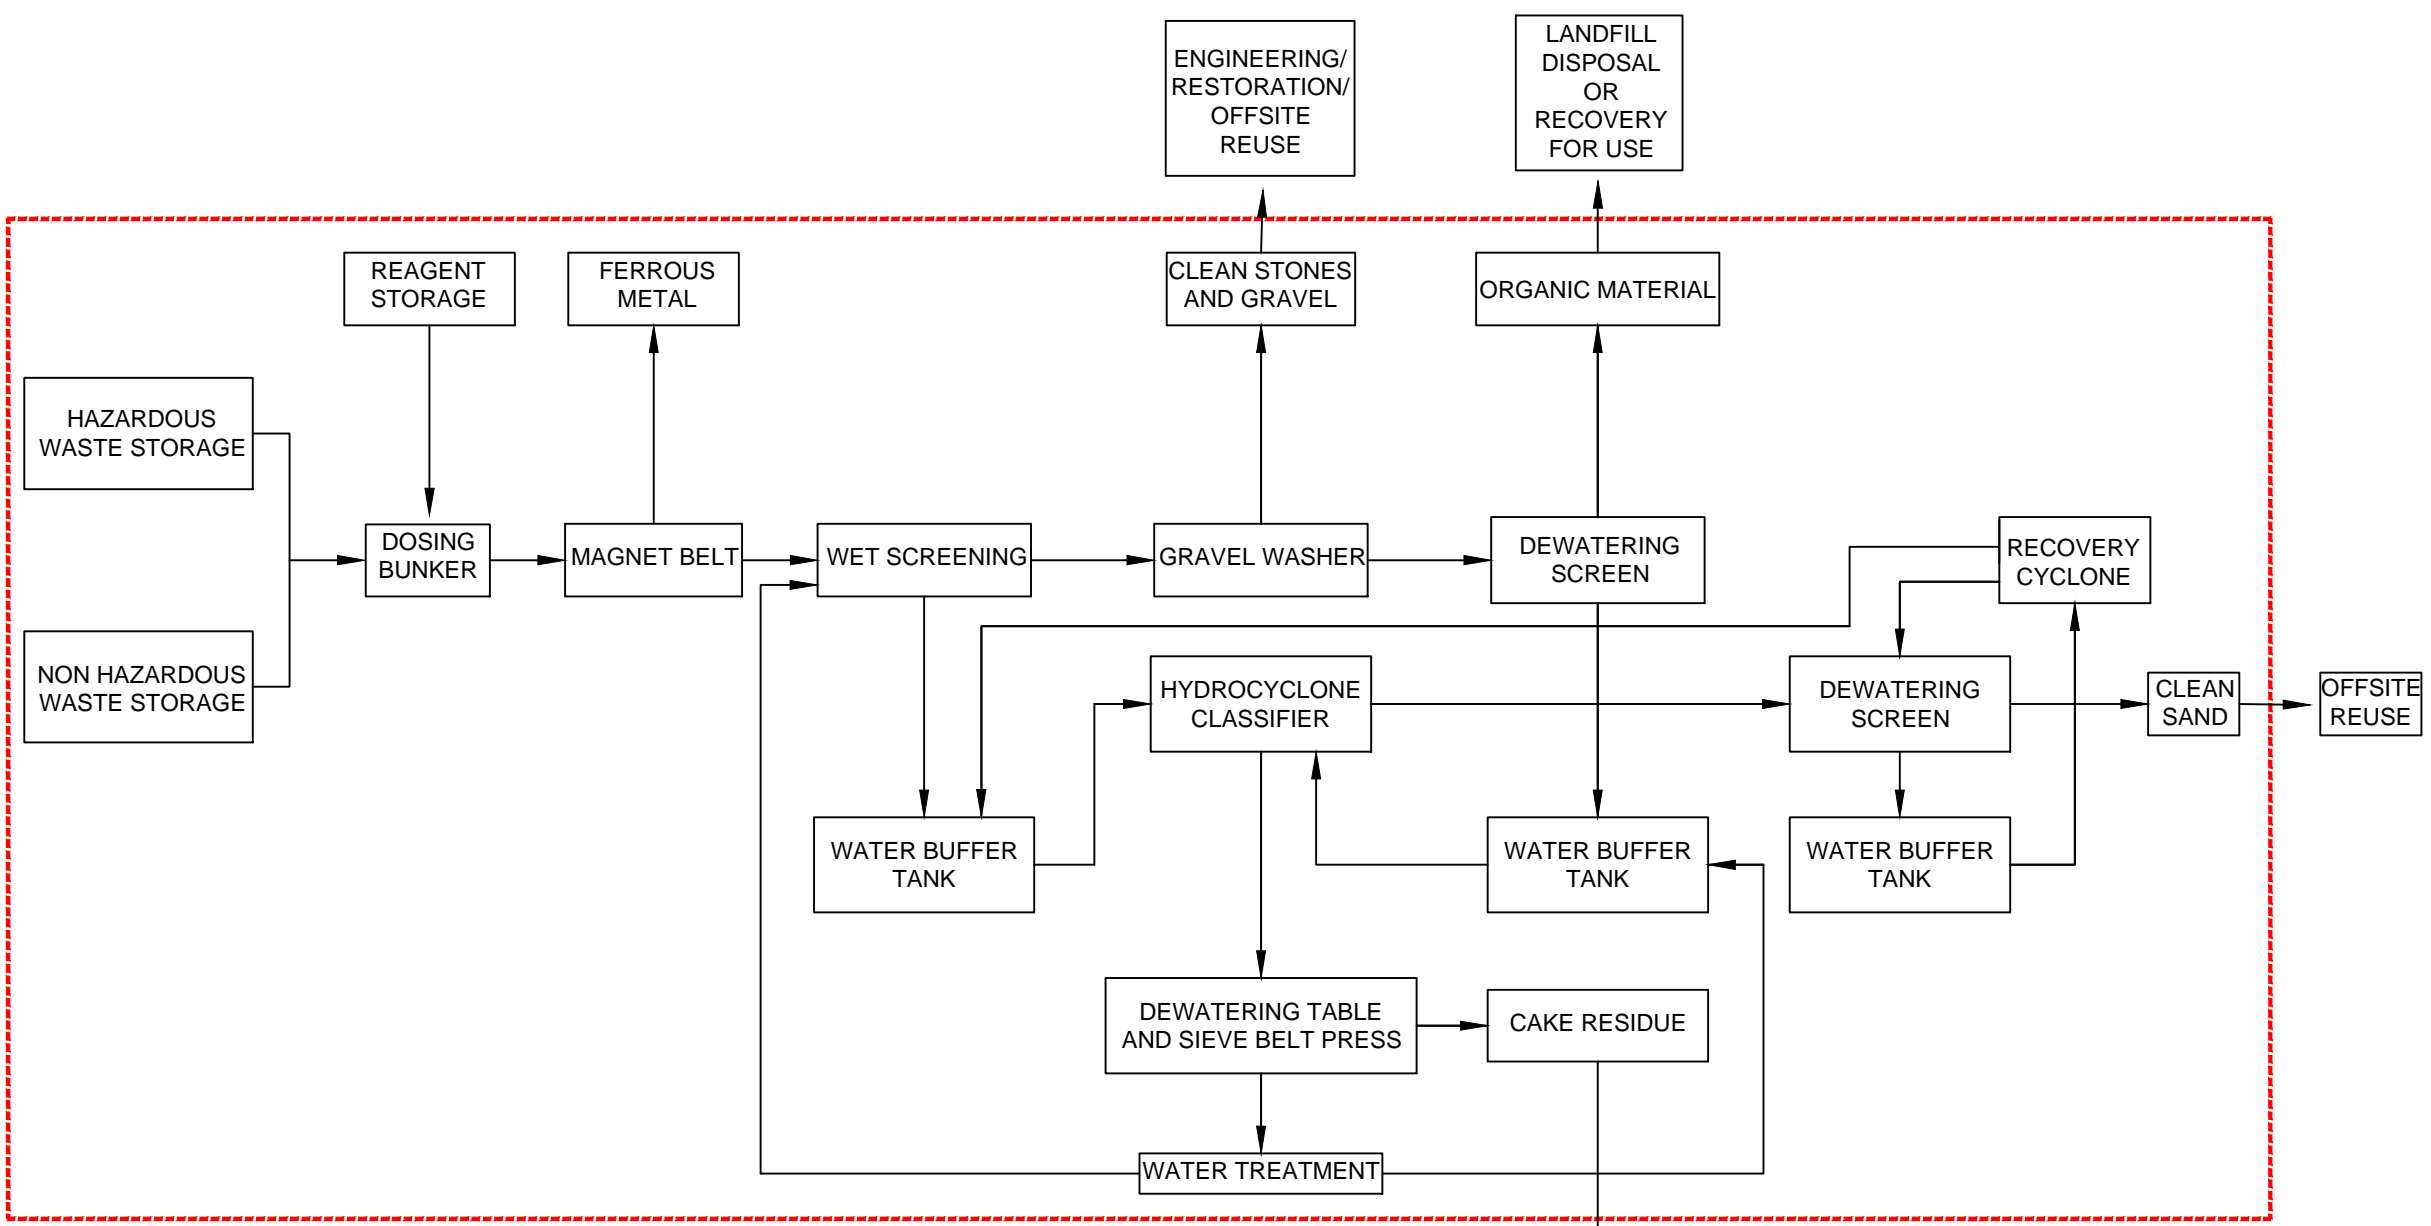 ENGINEERING/
RESTORATION/
OFFSITE
REUSE
LANDFILL
DISPOSAL
OR
RECOVERY
FOR USE
REAGENT
STORAGE
FERROUS
METAL
CLEAN STONES
AND GRAVEL
ORGANIC MATERIAL
HAZARDOUS
WASTE STORAGE
DOSING
BUNKER
MAGNET BELT
WET SCREENING
GRAVEL WASHER
DEWATERING
SCREEN
RECOVERY
CYCLONE
NON HAZARDOUS
WASTE STORAGE
HYDROCYCLONE
CLASSIFIER
DEWATERING
SCREEN
CLEAN
SAND
OFFSITE
REUSE
WATER BUFFER
TANK
WATER BUFFER
TANK
WATER BUFFER
TANK
DEWATERING TABLE
AND SIEVE BELT PRESS
CAKE RESIDUE
WATER TREATMENT